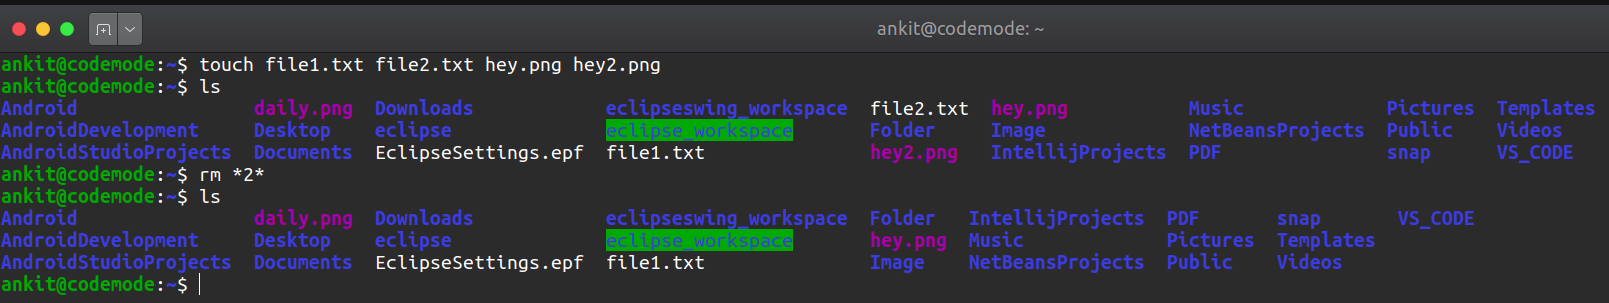 ankit@codemode: ~
ankit@codemode:~$ touch file1.txt file2.txt hey.png hey2.png
ankit@codemode:~$ ls
Android daily.png Downloads eclipseswing_workspace file2.txt hey.png Music Pictures Templates
AndroidDevelopment Desktop eclipse eclipse_workspace Folder Image NetBeansProjects Public Videos
AndroidStudioProjects Documents EclipseSettings.epf file1.txt hey2.png IntellijProjects PDF snap VS_CODE
ankit@codemode:~$ rm *2*
ankit@codemode:~$ ls
Android daily.png Downloads eclipseswing_workspace Folder IntellijProjects PDF snap VS_CODE
AndroidDevelopment Desktop eclipse eclipse_workspace hey.png Music Pictures Templates
AndroidStudioProjects Documents EclipseSettings.epf file1.txt Image NetBeansProjects Public Videos
ankit@codemode:~$